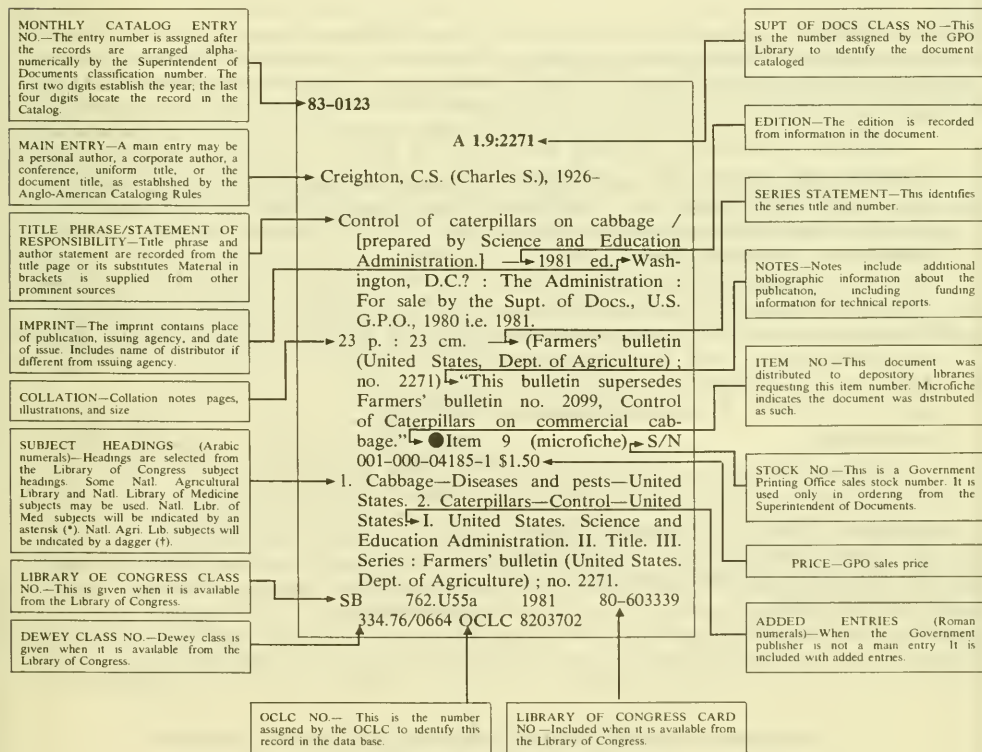 MONTHLY CATALOG ENTRY
NO.—The entry number is assigned after
the records are arranged alpha-
numerically by the Superintendent of
Documents classification number. The
first two digits establish the year; the last
four digits locate the record in the
Catalog.
MAIN ENTRY—A main entry may be
a personal author, a corporate author, a
conference, uniform title, or the
document title, as established by the
Anglo-American Cataloging Rules
TITLE PHRASE/STATEMENT OF
RESPONSIBILITY—Title phrase and
author statement are recorded from the
title page or its substitutes Material in
brackets is supplied from other
prominent sources
IMPRINT—The imprint contains place
of publication, issuing agency, and date
of issue. Includes name of distributor if
different from issuing agency.
COLLATION—Collation notes pages,
illustrations, and size
SUBJECT HEADINGS (Arabic
numerals)—Headings are selected from
the Library of Congress subject
headings. Some Natl. Agricultural
Library and Natl. Library of Medicine
subjects may be used. Natl. Libr. of
Med subjects will be indicated by an
asterisk (*). Natl. Agri. Lib. subjects will
be indicated by a dagger (†).
LIBRARY OE CONGRESS CLASS
NO.—This is given when it is available
from the Library of Congress.
DEWEY CLASS NO.—Dewey class is
given when it is available from the
Library of Congress.
83-0123
A 1.9:2271
Creighton, C.S. (Charles S.), 1926-
Control of caterpillars on cabbage /
[prepared by Science and Education
Administration.] 1981 ed. Wash-
ington, D.C.? : The Administration :
For sale by the Supt. of Docs., U.S.
G.P.O., 1980 i.e. 1981.
23 p. : 23 cm. (Farmers' bulletin
(United States, Dept. of Agriculture) ;
no. 2271) "This bulletin supersedes
Farmers' bulletin no. 2099, Control
of Caterpillars on commercial cab-
bage." ●Item 9 (microfiche) S/N
001-000-04185-1 $1.50
1. Cabbage—Diseases and pests—United
States. 2. Caterpillars—Control—United
States. I. United States. Science and
Education Administration. II. Title. III.
Series : Farmers' bulletin (United States.
Dept. of Agriculture) ; no. 2271.
SB 762.U55a 1981 80-603339
334.76/0664 OCLC 8203702
SUPT OF DOCS CLASS NO—This
is the number assigned by the GPO
Library to identify the document
cataloged
EDITION—The edition is recorded
from information in the document.
SERIES STATEMENT—This identifies
the series title and number.
NOTES—Notes include additional
bibliographic information about the
publication, including funding
information for technical reports.
ITEM NO—This document was
distributed to depository libraries
requesting this item number. Microfiche
indicates the document was distributed
as such.
STOCK NO—This is a Government
Printing Office sales stock number. It is
used only in ordering from the
Superintendent of Documents.
PRICE—GPO sales price
ADDED ENTRIES (Roman
numerals)—When the Government
publisher is not a main entry It is
included with added entries.
OCLC NO.— This is the number
assigned by the OCLC to identify this
record in the data base.
LIBRARY OF CONGRESS CARD
NO—Included when it is available from
the Library of Congress.